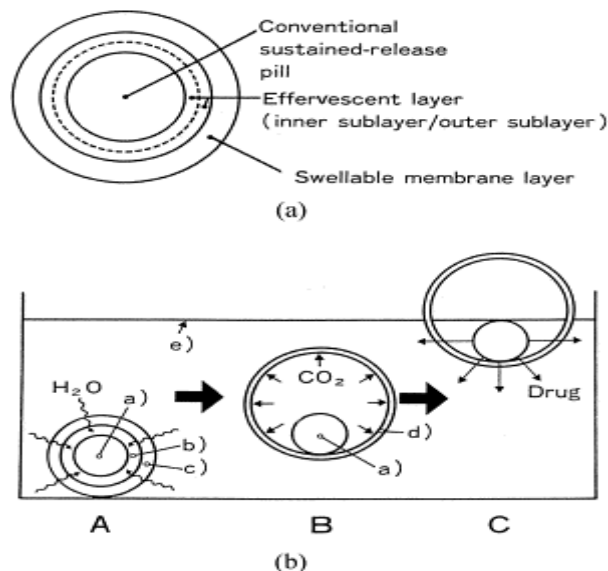 Conventional
sustained-release
pill
Effervescent layer
(inner sublayer/outer sublayer)
Swellable membrane layer
(a)
e)
H₂O
a)
b)
c)
CO₂
d)
a)
Drug
A
B
C
(b)